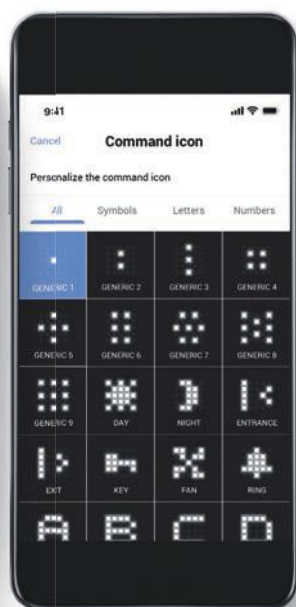 9:41
Cancel Command icon
Personalize the command icon
All Symbols Letters Numbers
GENERIC 1 GENERIC 2 GENERIC 3 GENERIC 4
GENERIC 5 GENERIC 6 GENERIC 7 GENERIC 8
GENERIC 9 DAY NIGHT ENTRANCE
EXIT KEY FAN RING
A B C D